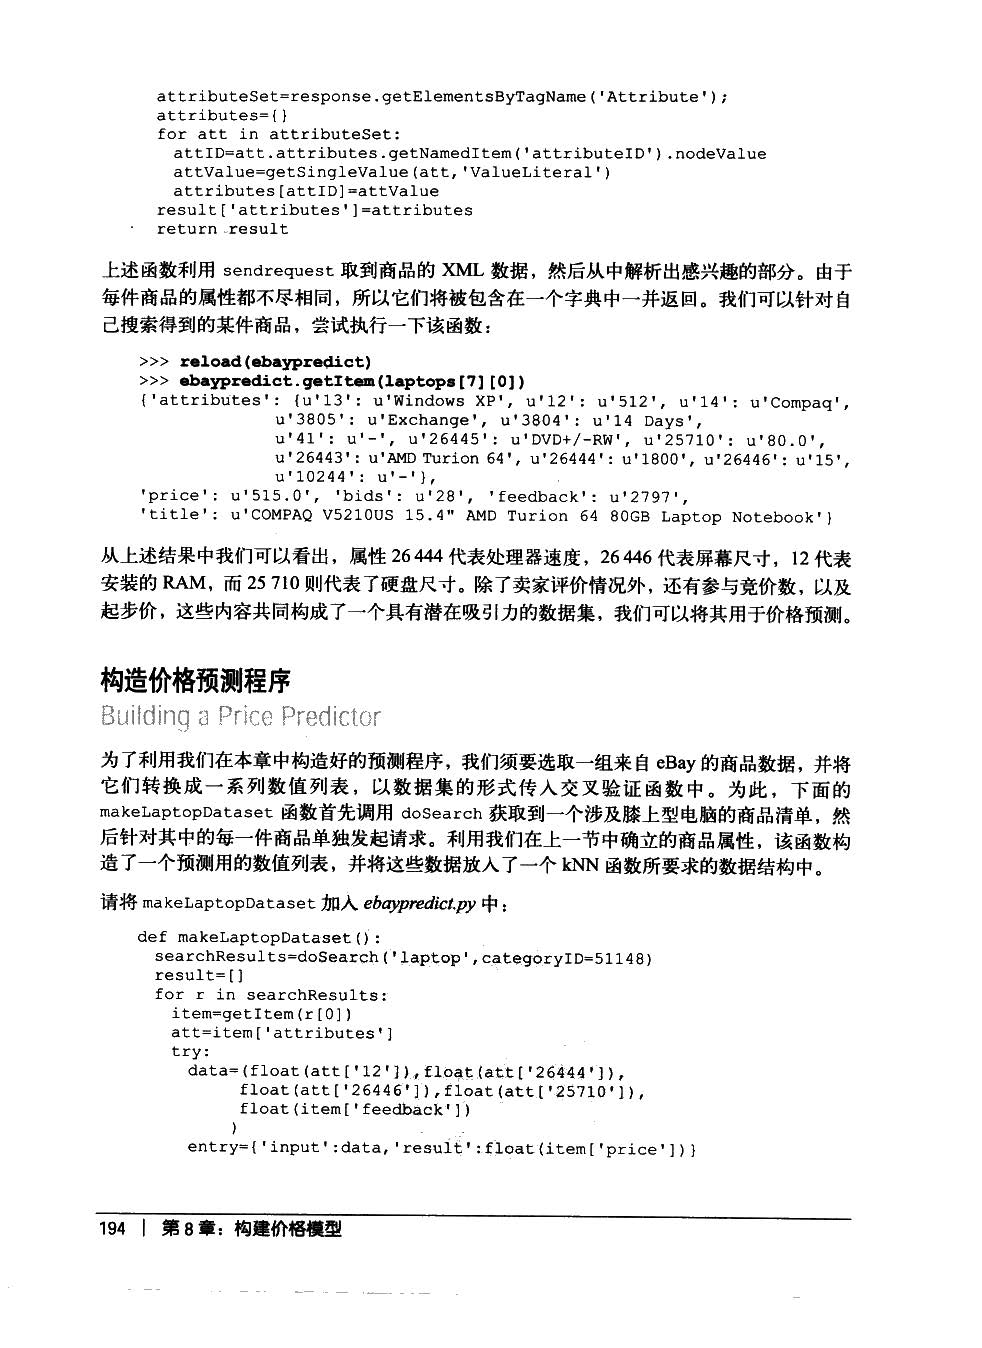 attributeSet=response.getElementsByTagName('Attribute');
attributes={}
for att in attributeSet:
attID=att.attributes.getNamedItem('attributeID').nodeValue
attValue=getSingleValue(att,'ValueLiteral')
attributes[attID]=attValue
result['attributes']=attributes
return result
上述函数利用 sendrequest 取到商品的 XML 数据，然后从中解析出感兴趣的部分。由于
每件商品的属性都不尽相同，所以它们将被包含在一个字典中一并返回。我们可以针对自
己搜索得到的某件商品，尝试执行一下该函数：
>>> reload(ebaypredict)
>>> ebaypredict.getItem(laptops[7][0])
{'attributes': {u'13': u'Windows XP', u'12': u'512', u'14': u'Compaq',
u'3805': u'Exchange', u'3804': u'14 Days',
u'41': u'-', u'26445': u'DVD+/-RW', u'25710': u'80.0',
u'26443': u'AMD Turion 64', u'26444': u'1800', u'26446': u'15',
u'10244': u'-'},
'price': u'515.0', 'bids': u'28', 'feedback': u'2797',
'title': u'COMPAQ V5210US 15.4" AMD Turion 64 80GB Laptop Notebook'}
从上述结果中我们可以看出，属性 26 444 代表处理器速度，26 446 代表屏幕尺寸，12 代表
安装的 RAM，而 25 710 则代表了硬盘尺寸。除了卖家评价情况外，还有参与竞价数，以及
起步价，这些内容共同构成了一个具有潜在吸引力的数据集，我们可以将其用于价格预测。
构造价格预测程序
Building a Price Predictor
为了利用我们在本章中构造好的预测程序，我们须要选取一组来自 eBay 的商品数据，并将
它们转换成一系列数值列表，以数据集的形式传入交叉验证函数中。为此，下面的
makeLaptopDataset 函数首先调用 doSearch 获取到一个涉及膝上型电脑的商品清单，然
后针对其中的每一件商品单独发起请求。利用我们在上一节中确立的商品属性，该函数构
造了一个预测用的数值列表，并将这些数据放入了一个 kNN 函数所要求的数据结构中。
请将 makeLaptopDataset 加入 ebaypredict.py 中：
def makeLaptopDataset():
searchResults=doSearch('laptop',categoryID=51148)
result=[]
for r in searchResults:
item=getItem(r[0])
att=item['attributes']
try:
data=(float(att['12']),float(att['26444']),
float(att['26446']),float(att['25710']),
float(item['feedback'])
)
entry={'input':data,'result':float(item['price'])}
194 | 第 8 章：构建价格模型